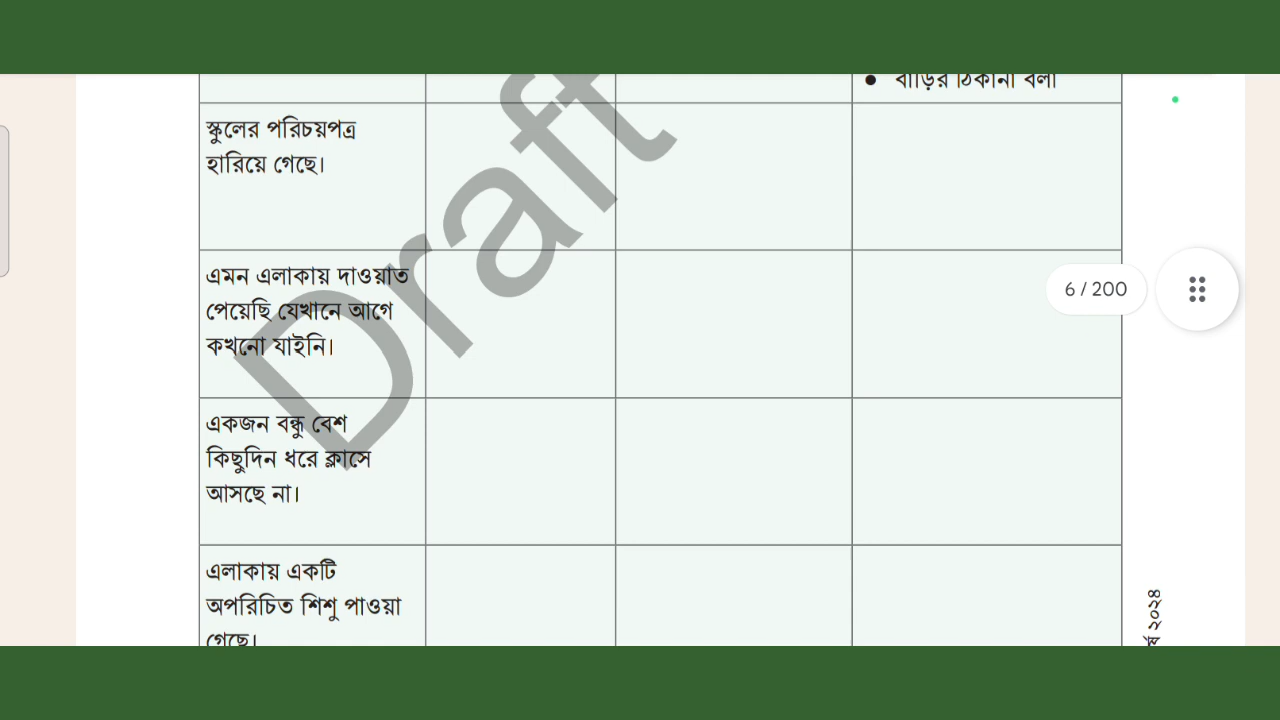 ● বাড়ির ঠিকানা বলা
স্কুলের পরিচয়পত্র
হারিয়ে গেছে।
এমন এলাকায় দাওয়াত
পেয়েছি যেখানে আগে
কখনো যাইনি।
একজন বন্ধু বেশ
কিছুদিন ধরে ক্লাসে
আসছে না।
এলাকায় একটি
অপরিচিত শিশু পাওয়া
গেছে।
Draft
6 / 200
২০২৪